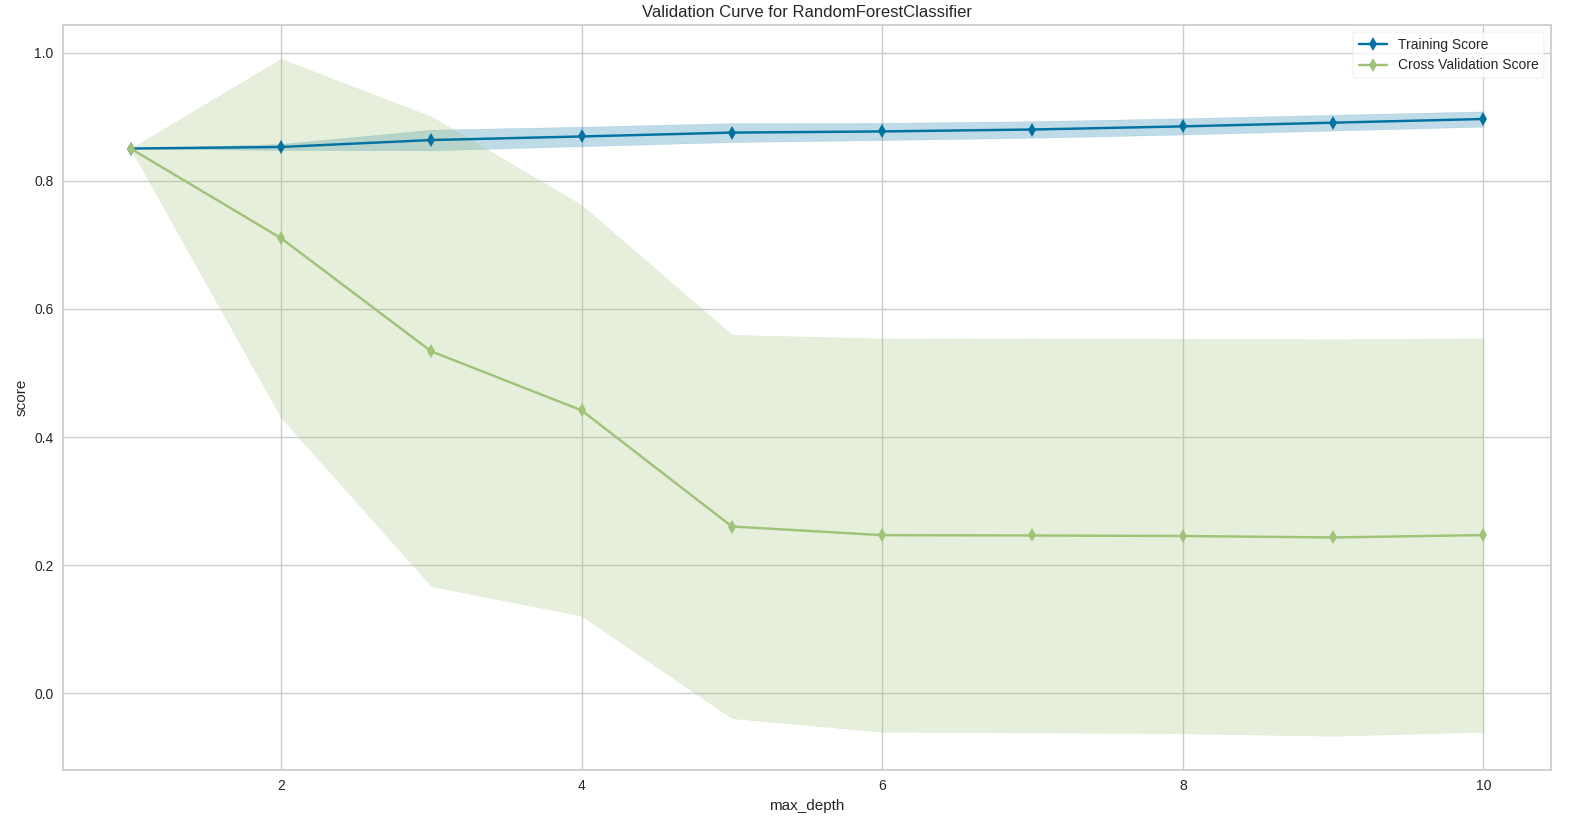 Validation Curve for RandomForestClassifier
Training Score
Cross Validation Score
1.0
0.8
0.6
0.4
0.2
0.0
score
2 4 6 8 10
max_depth